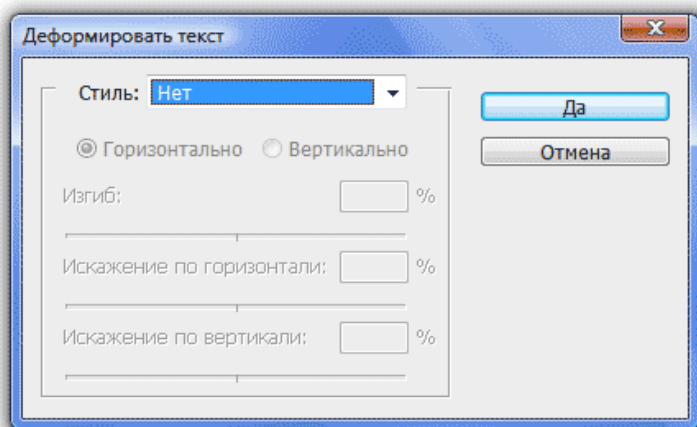 Деформировать текст
Стиль: Нет
Да
Горизонтально Вертикально
Отмена
Изгиб: %
Искажение по горизонтали: %
Искажение по вертикали: %